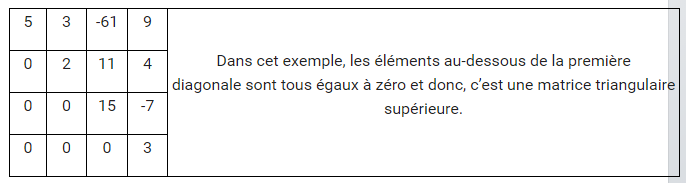 5 3 -61 9
0 2 11 4
0 0 15 -7
0 0 0 3
Dans cet exemple, les éléments au-dessous de la première
diagonale sont tous égaux à zéro et donc, c’est une matrice triangulaire
supérieure.